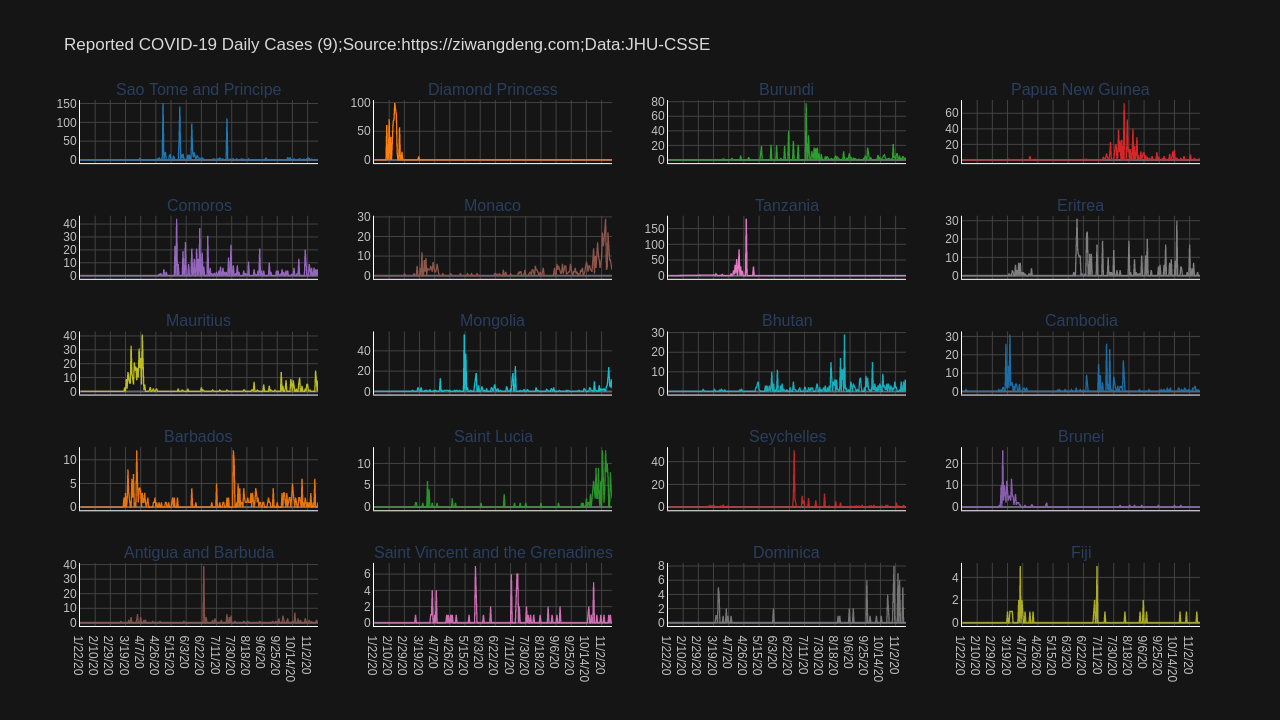 Reported COVID-19 Daily Cases (9);Source:https://ziwangdeng.com;Data:JHU-CSSE
Sao Tome and Principe Diamond Princess Burundi Papua New Guinea
150 100 50 0
100 50 0
80 60 40 20 0
60 40 20 0
Comoros Monaco Tanzania Eritrea
40 30 20 10 0
30 20 10 0
150 100 50 0
30 20 10 0
Mauritius Mongolia Bhutan Cambodia
40 30 20 10 0
40 20 0
30 20 10 0
30 20 10 0
Barbados Saint Lucia Seychelles Brunei
10 5 0
10 5 0
40 20 0
20 10 0
Antigua and Barbuda Saint Vincent and the Grenadines Dominica Fiji
40 30 20 10 0
6 4 2 0
8 6 4 2 0
4 2 0
1/22/20 2/10/20 2/29/20 3/19/20 4/7/20 4/26/20 5/15/20 6/3/20 6/22/20 7/11/20 7/30/20 8/18/20 9/6/20 9/25/20 10/14/20 11/2/20
1/22/20 2/10/20 2/29/20 3/19/20 4/7/20 4/26/20 5/15/20 6/3/20 6/22/20 7/11/20 7/30/20 8/18/20 9/6/20 9/25/20 10/14/20 11/2/20
1/22/20 2/10/20 2/29/20 3/19/20 4/7/20 4/26/20 5/15/20 6/3/20 6/22/20 7/11/20 7/30/20 8/18/20 9/6/20 9/25/20 10/14/20 11/2/20
1/22/20 2/10/20 2/29/20 3/19/20 4/7/20 4/26/20 5/15/20 6/3/20 6/22/20 7/11/20 7/30/20 8/18/20 9/6/20 9/25/20 10/14/20 11/2/20